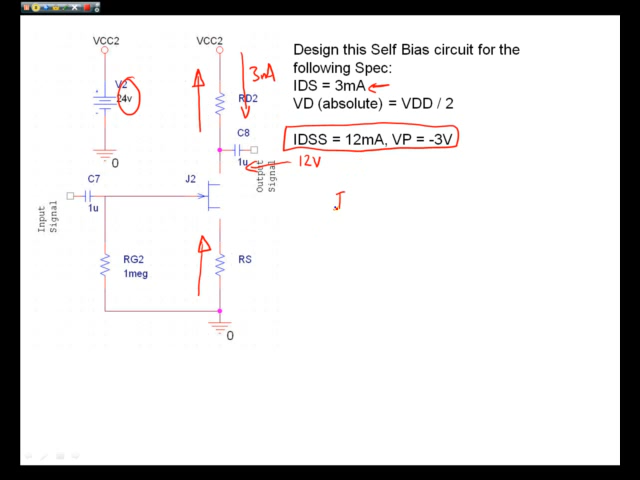 VCC2
VCC2
Design this Self Bias circuit for the
following Spec:
IDS = 3mA
VD (absolute) = VDD / 2
IDSS = 12mA, VP = -3V
V2
24v
3mA
RD2
C8
1u
0
12V
Output
Signal
C7
1u
J2
Input
Signal
J
RG2
1meg
RS
0